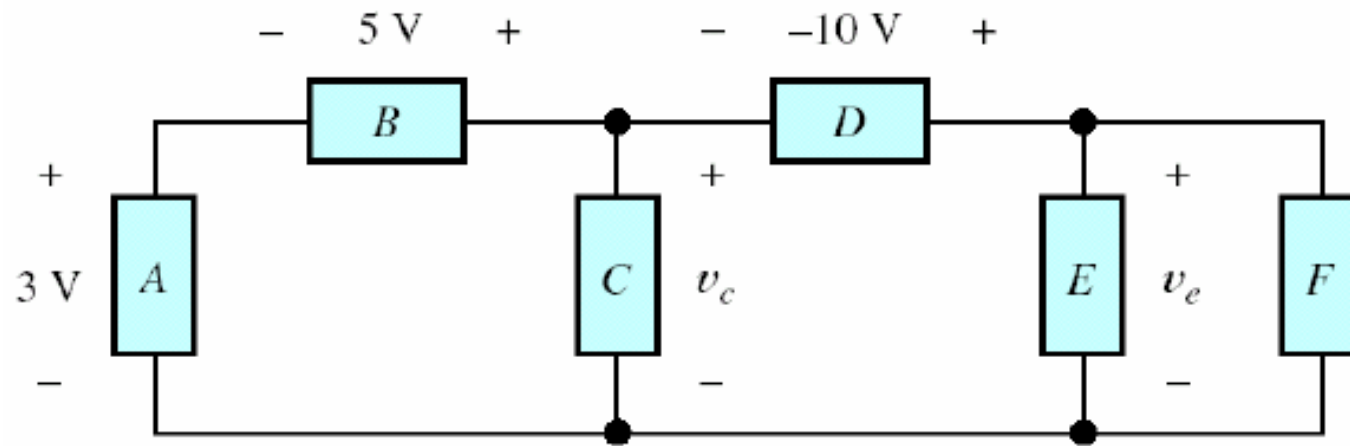 − 5 V + − −10 V +
B D
+ + +
3 V A C v_c E v_e F
− − −